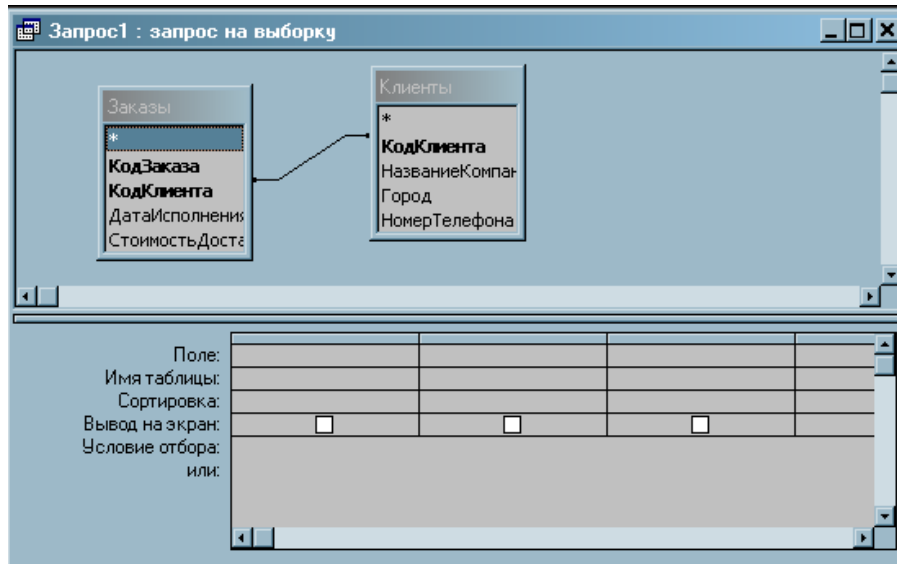 Запрос1 : запрос на выборку
Заказы
*
КодЗаказа
КодКлиента
ДатаИсполнения
СтоимостьДоста
Клиенты
*
КодКлиента
НазваниеКомпан
Город
НомерТелефона
Поле:
Имя таблицы:
Сортировка:
Вывод на экран:
Условие отбора:
или: